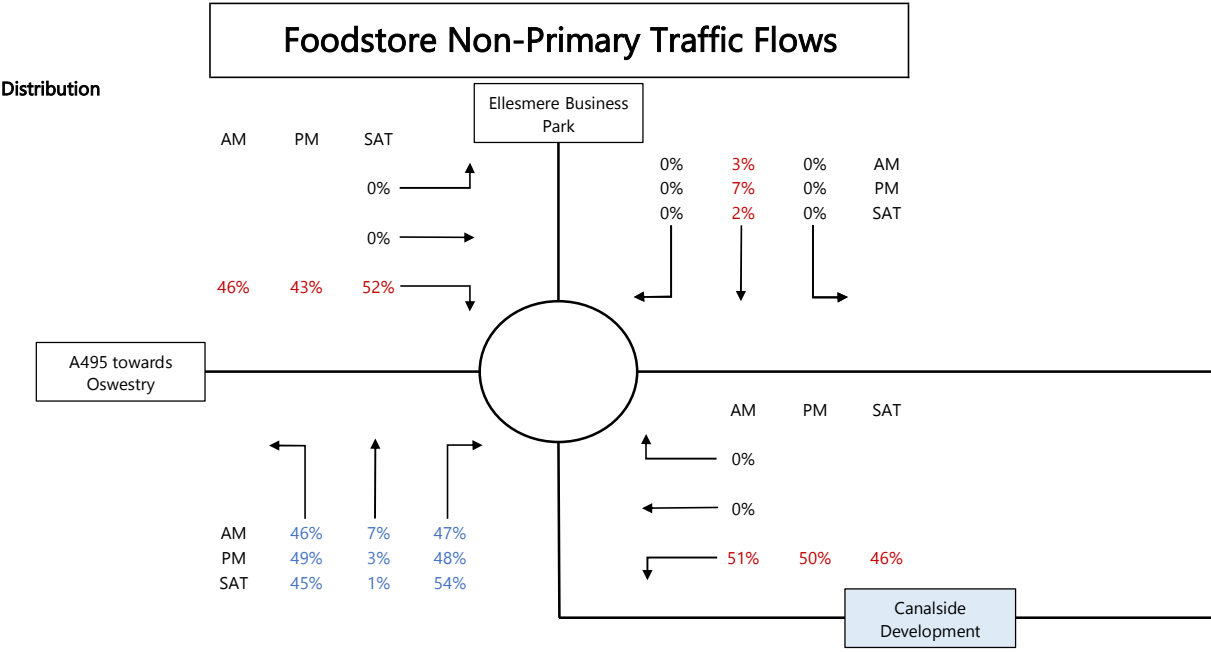 Foodstore Non-Primary Traffic Flows
Distribution
Ellesmere Business
Park
AM PM SAT
0%
0%
46% 43% 52%
0% 3% 0% AM
0% 7% 0% PM
0% 2% 0% SAT
A495 towards
Oswestry
AM PM SAT
0%
0%
51% 50% 46%
AM 46% 7% 47%
PM 49% 3% 48%
SAT 45% 1% 54%
Canalside
Development